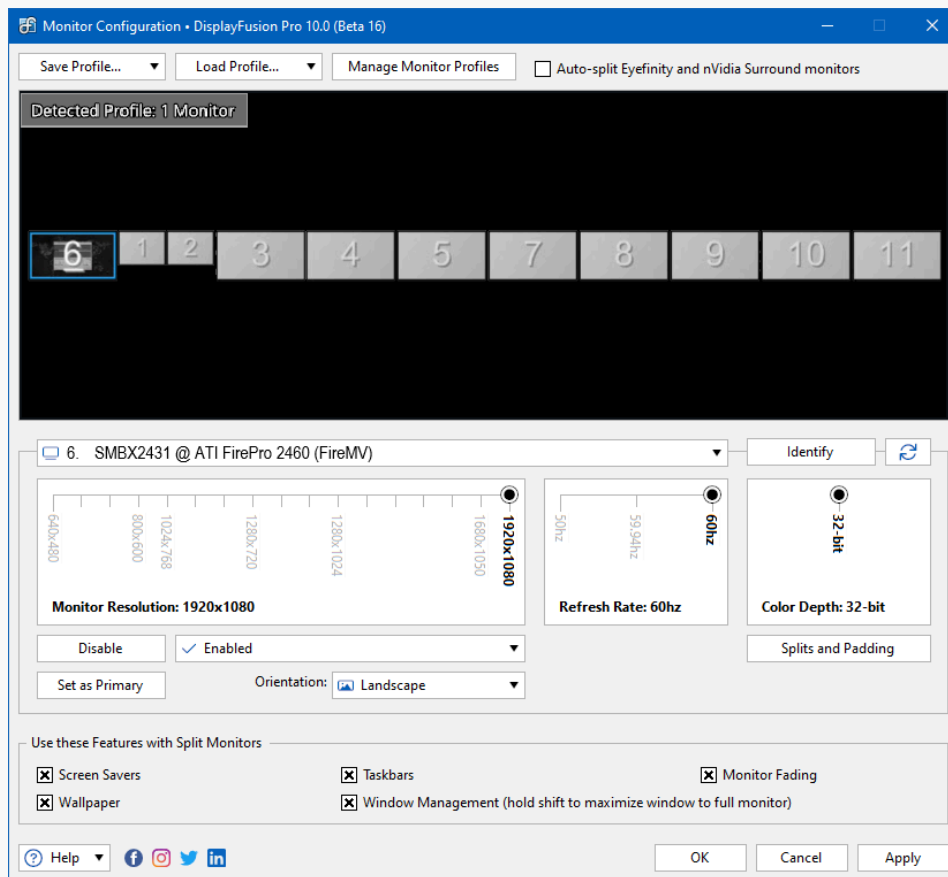 Monitor Configuration • DisplayFusion Pro 10.0 (Beta 16)
Save Profile...
Load Profile...
Manage Monitor Profiles
Auto-split Eyefinity and nVidia Surround monitors
Detected Profile: 1 Monitor
6 1 2 3 4 5 7 8 9 10 11
6. SMBX2431 @ ATI FirePro 2460 (FireMV)
Identify
640x480
800x600
1024x768
1280x720
1280x1024
1680x1050
1920x1080
Monitor Resolution: 1920x1080
50hz
59.94hz
60hz
Refresh Rate: 60hz
32-bit
Color Depth: 32-bit
Disable
Enabled
Splits and Padding
Set as Primary
Orientation:
Landscape
Use these Features with Split Monitors
Screen Savers
Taskbars
Monitor Fading
Wallpaper
Window Management (hold shift to maximize window to full monitor)
Help
OK
Cancel
Apply